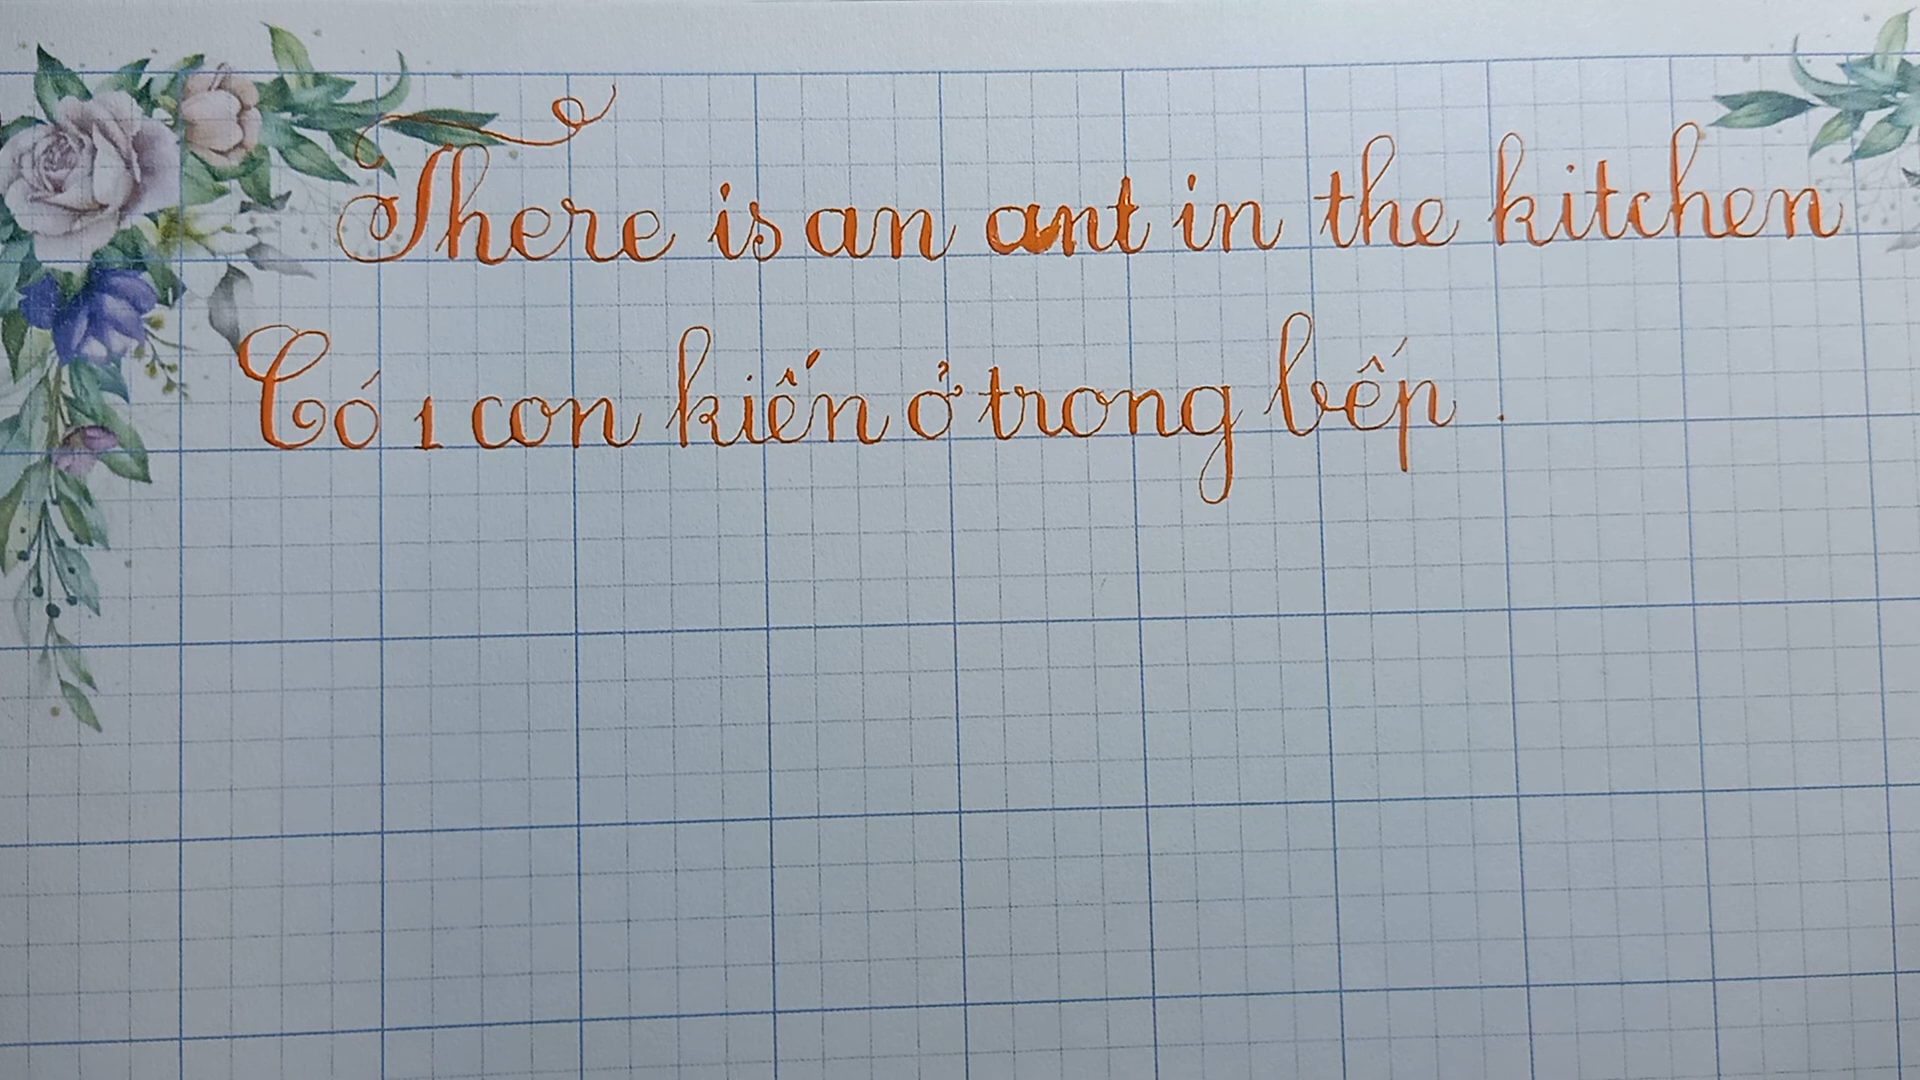 There is an ant in the kitchen
Có 1 con kiến ở trong bếp.